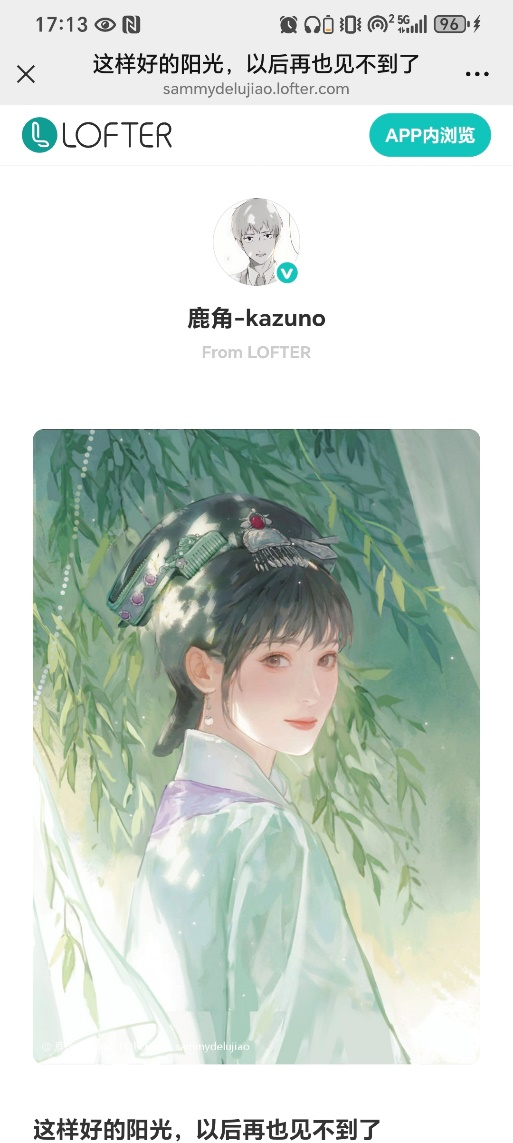 17:13
5G
2
96
这样好的阳光，以后再也见不到了
sammydelujiao.lofter.com
LOFTER
APP内浏览
鹿角-kazuno
From LOFTER
sammydelujiao
这样好的阳光，以后再也见不到了